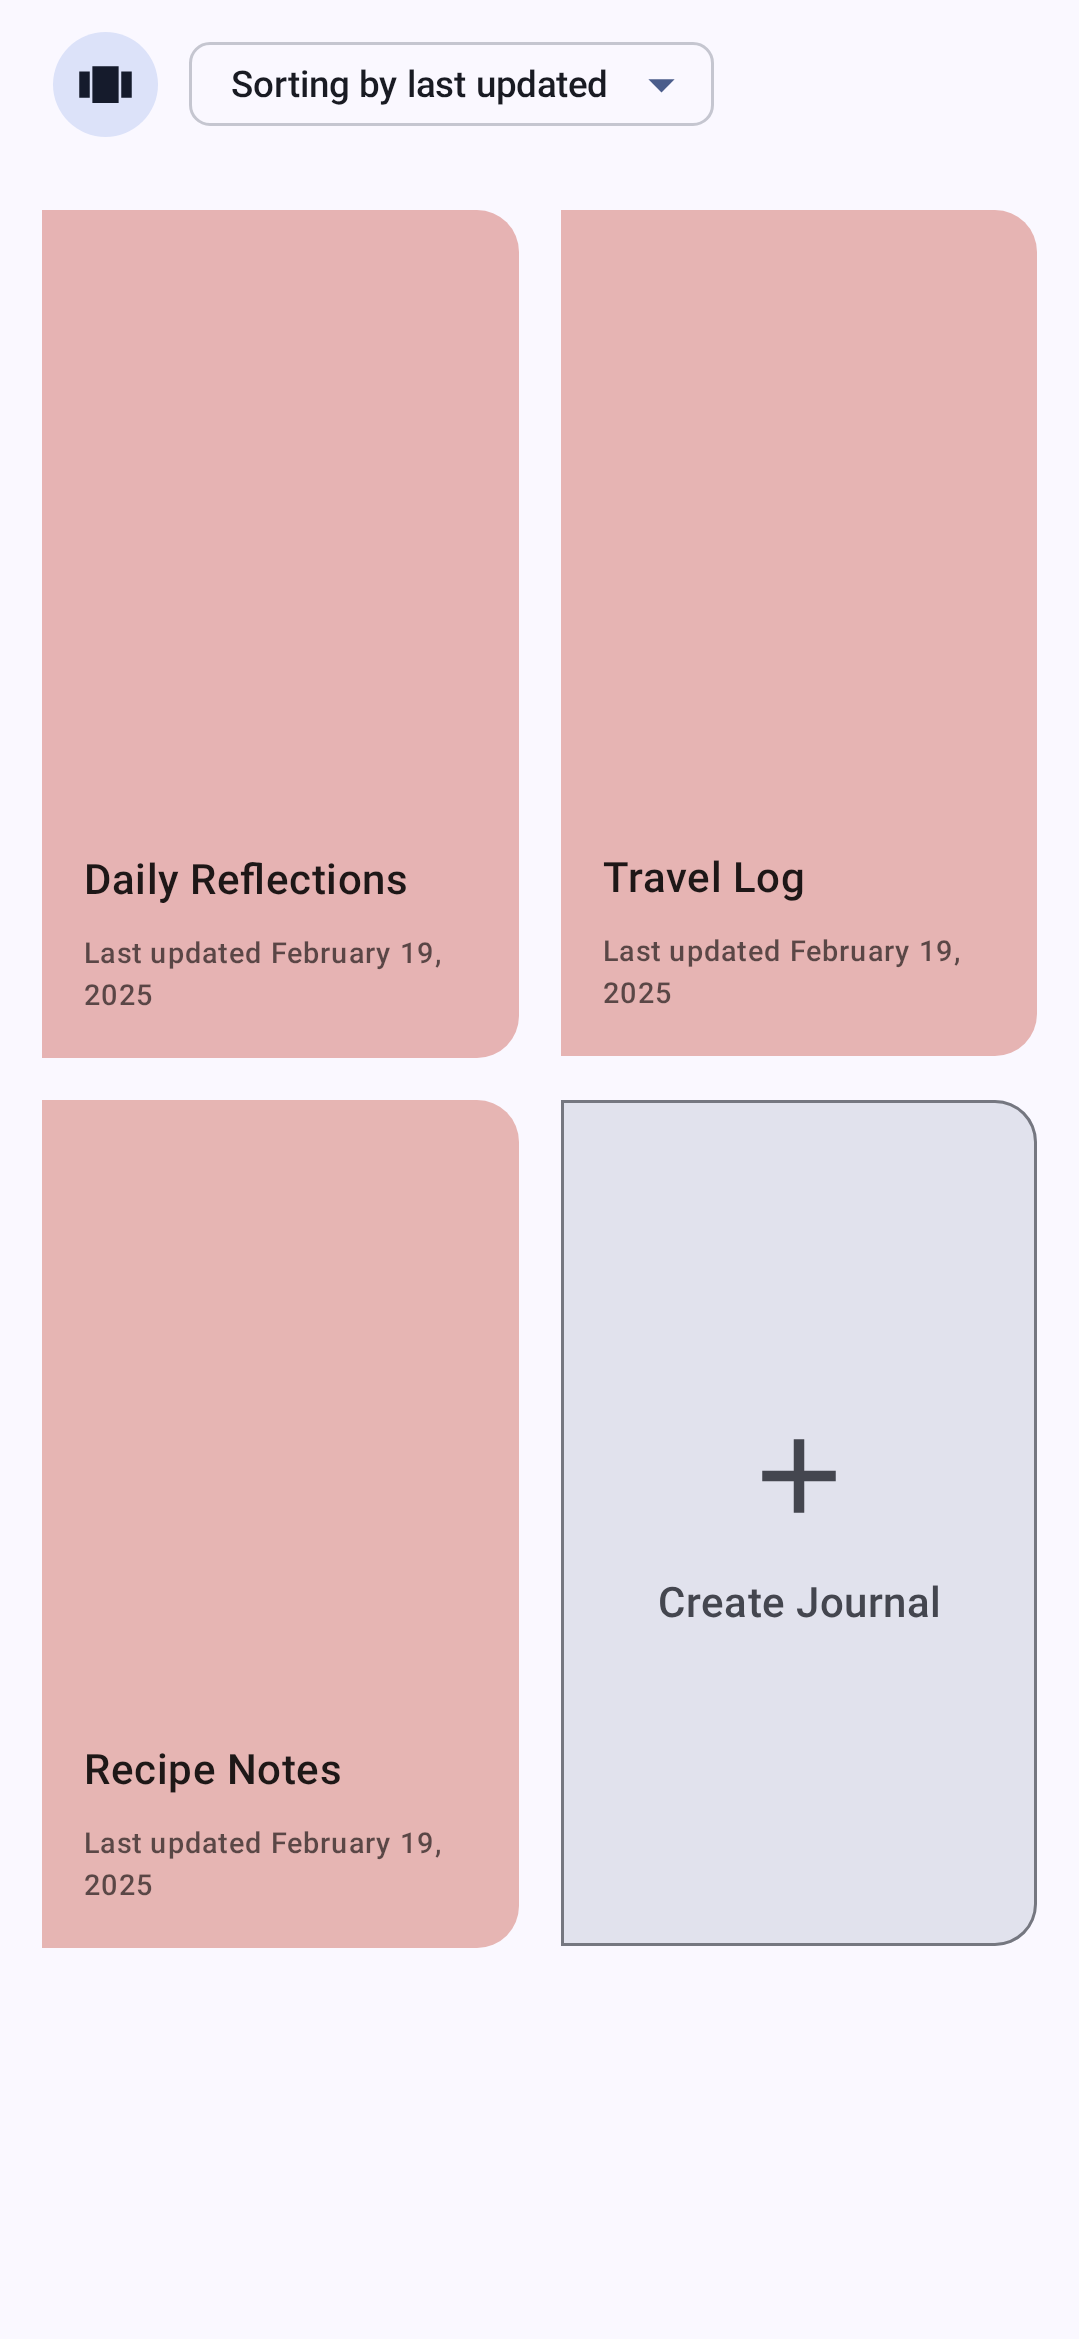 Sorting by last updated
Daily Reflections
Last updated February 19,
2025
Travel Log
Last updated February 19,
2025
Recipe Notes
Last updated February 19,
2025
Create Journal